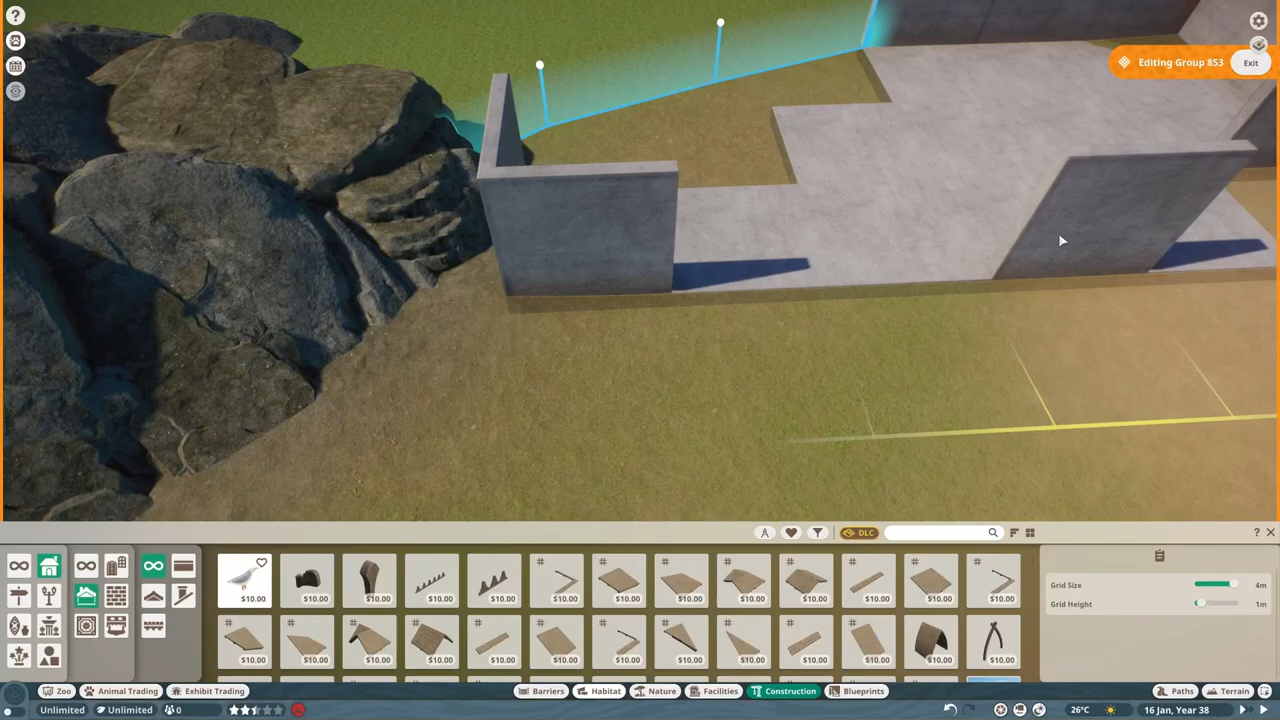 ?
Editing Group 853
Exit
A
DLC
?
$10.00
$10.00
$10.00
$10.00
$10.00
$10.00
$10.00
$10.00
$10.00
$10.00
$10.00
$10.00
$10.00
Grid Size
4m
Grid Height
1m
$10.00
$10.00
$10.00
$10.00
$10.00
$10.00
$10.00
$10.00
$10.00
$10.00
$10.00
$10.00
$10.00
Zoo
Animal Trading
Exhibit Trading
Barriers
Habitat
Nature
Facilities
Construction
Blueprints
Paths
Terrain
Unlimited
Unlimited
0
26°C
16 Jan, Year 38